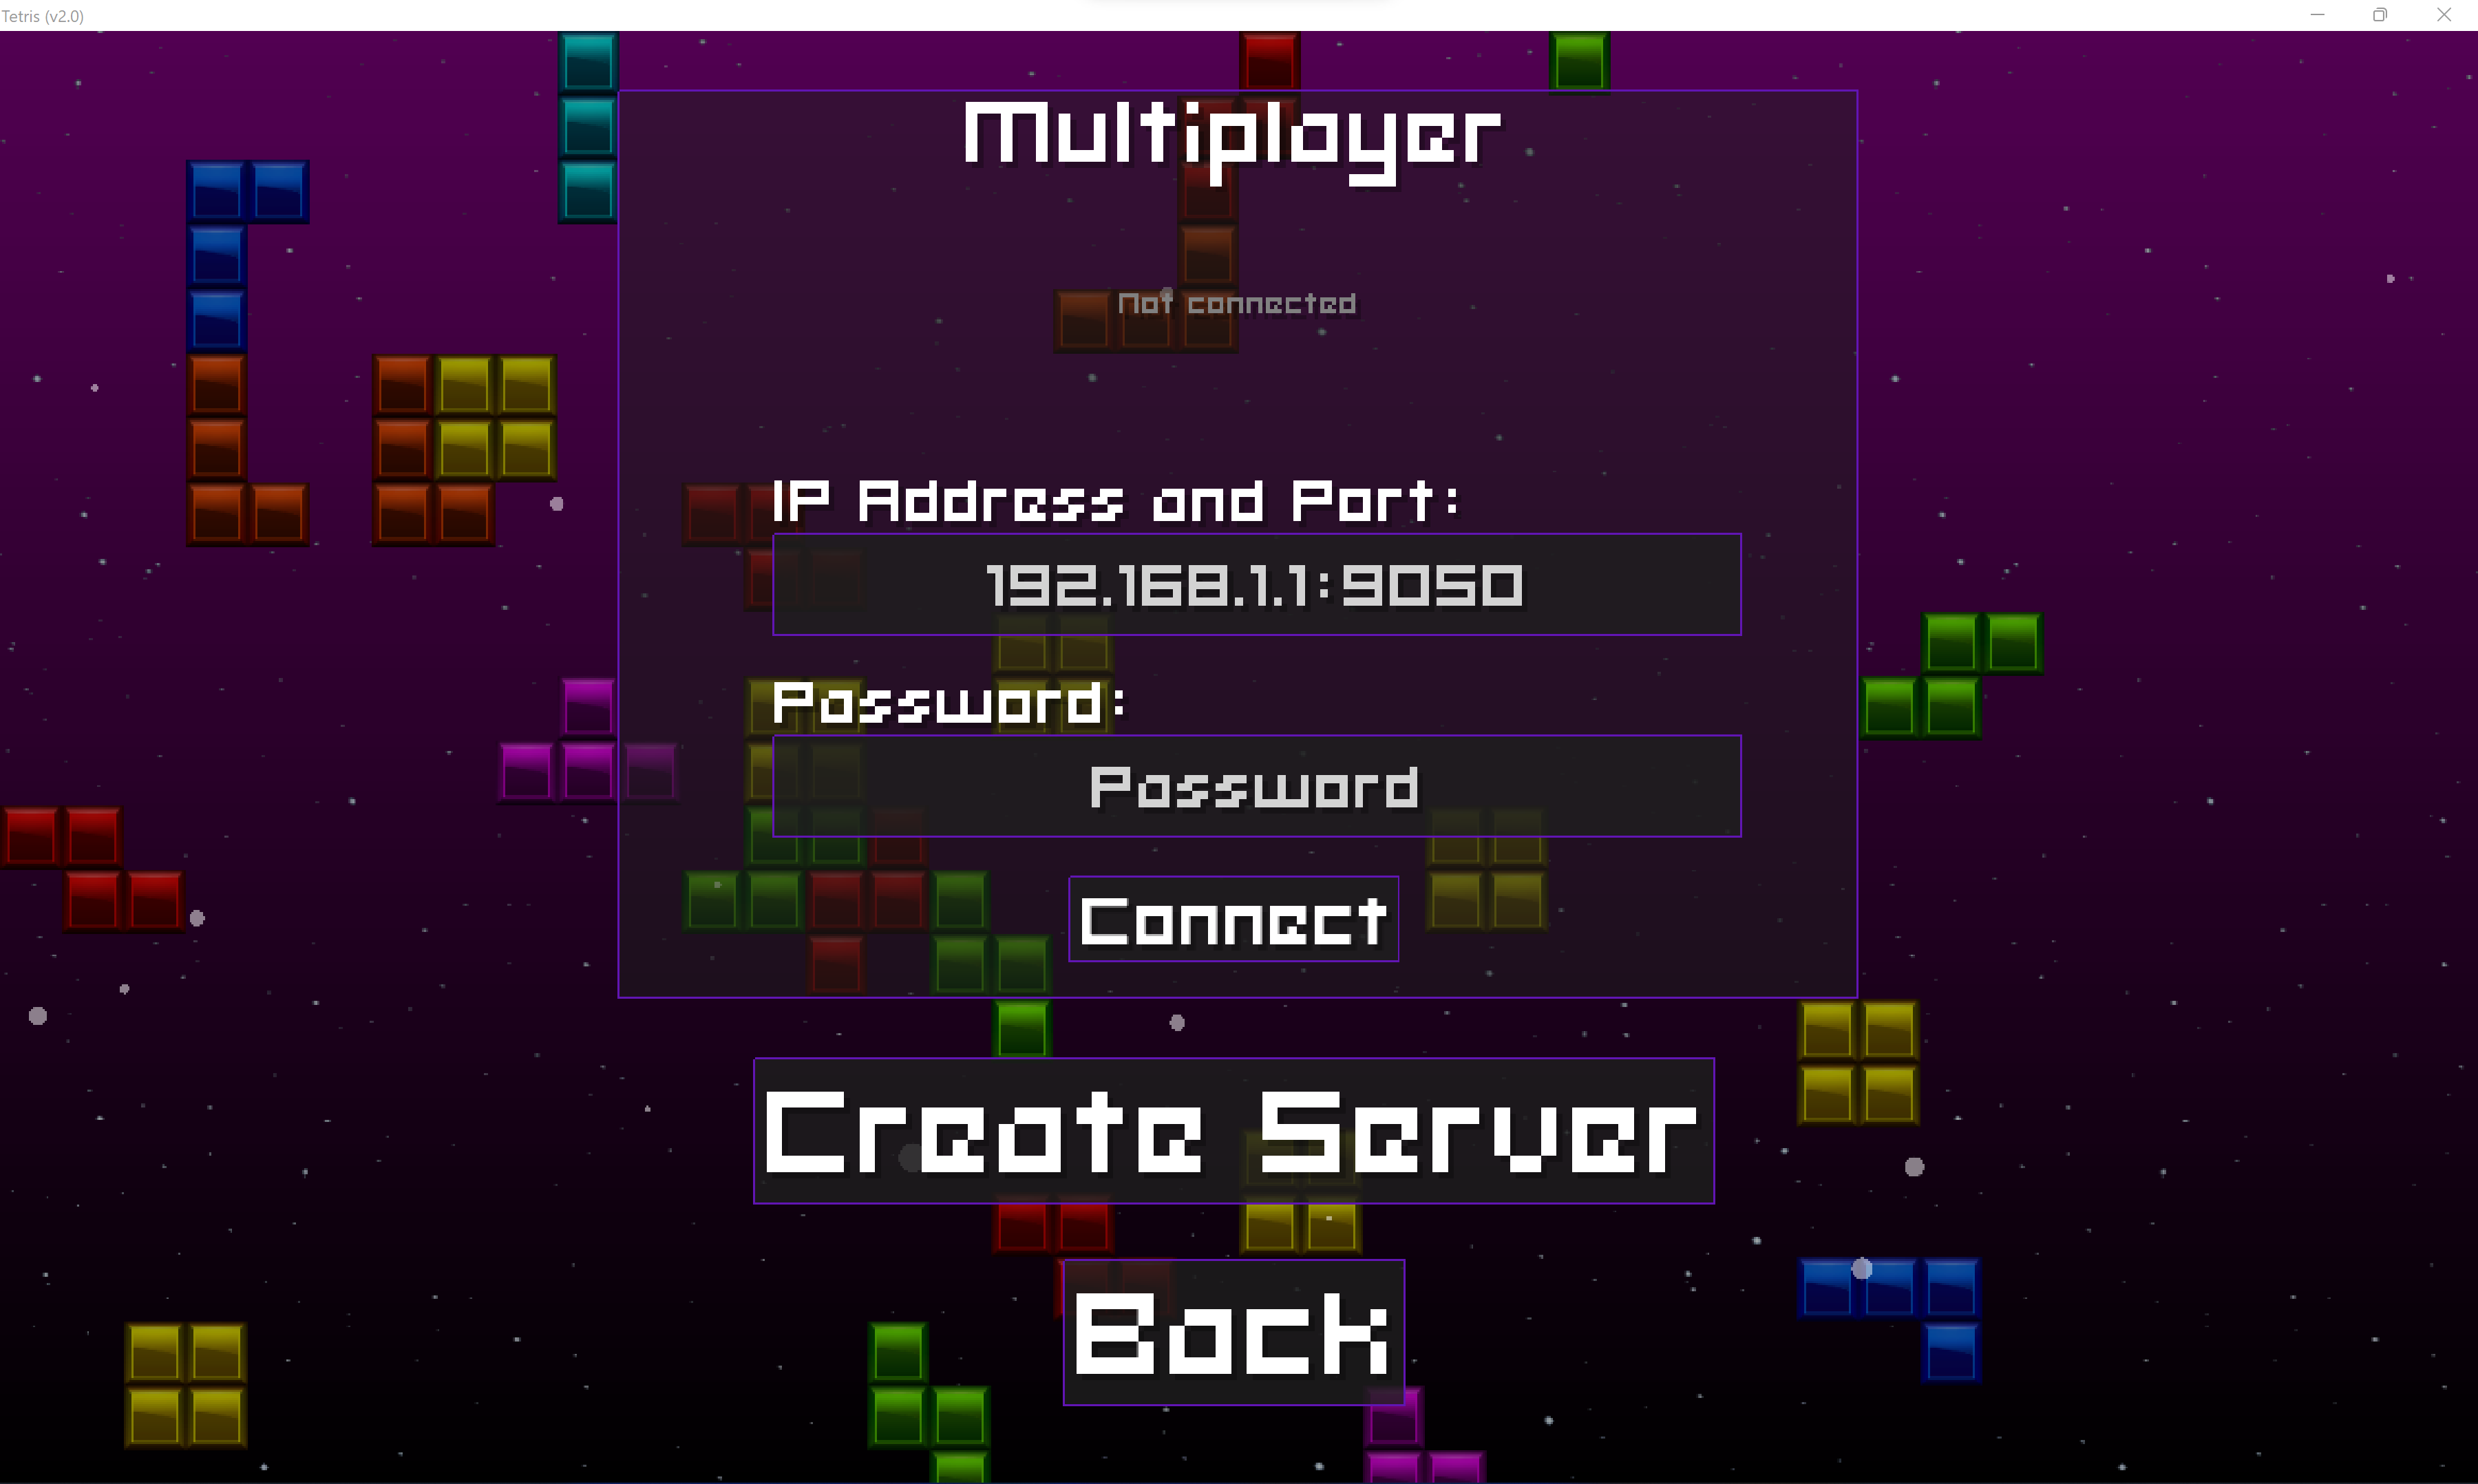 Tetris (v2.0)
Multiplayer
Not connected
IP Address and Port:
192.168.1.1:9050
Password:
Password
Connect
Create Server
Back